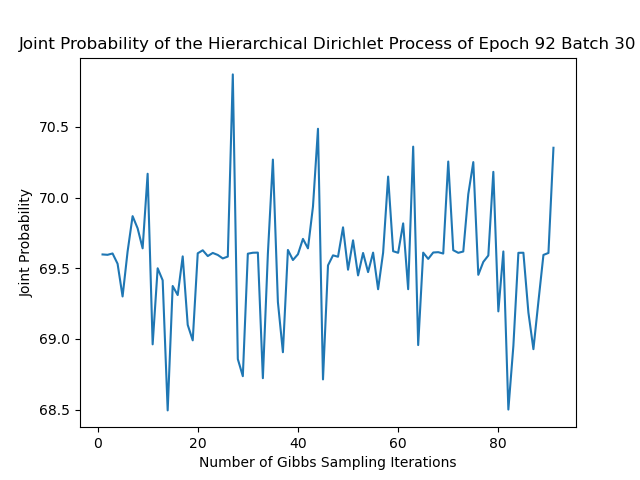 Joint Probability of the Hierarchical Dirichlet Process of Epoch 92 Batch 30
70.5
70.0
69.5
69.0
68.5
Joint Probability
0 20 40 60 80
Number of Gibbs Sampling Iterations